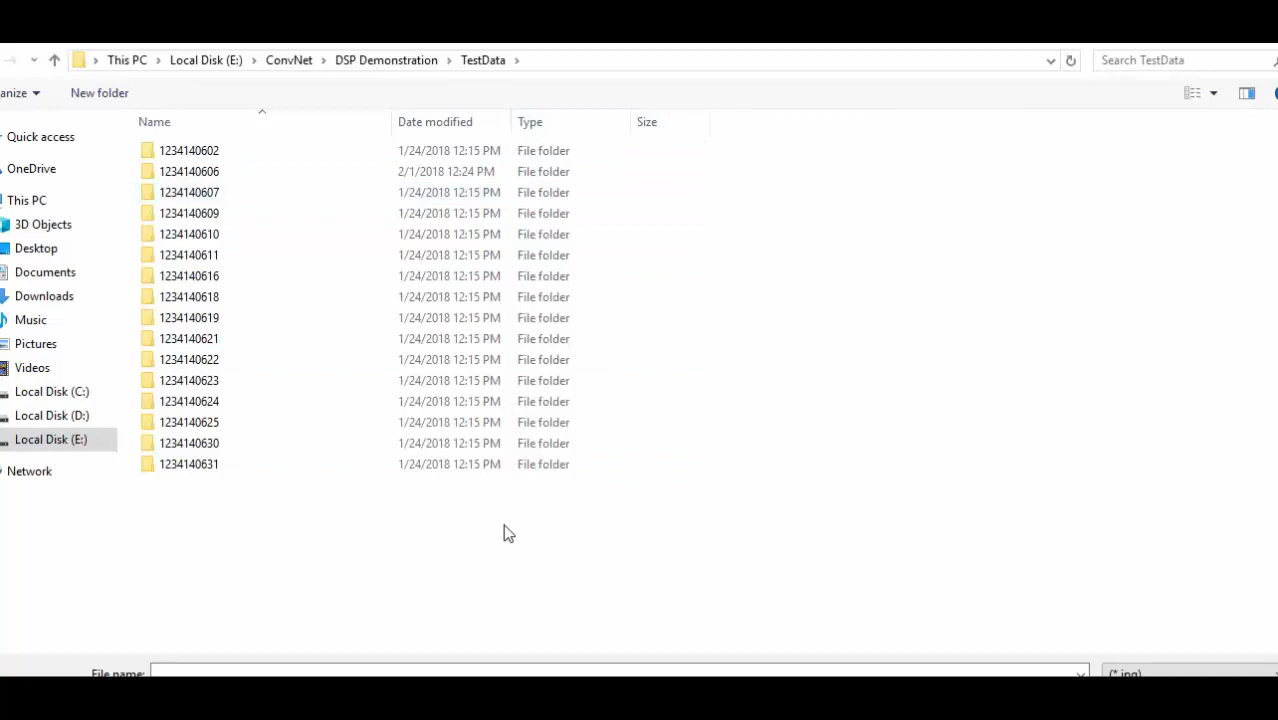 This PC > Local Disk (E:) > ConvNet > DSP Demonstration > TestData >
Search TestData
anize
New folder
Name Date modified Type Size
Quick access
OneDrive
This PC
3D Objects
Desktop
Documents
Downloads
Music
Pictures
Videos
Local Disk (C:)
Local Disk (D:)
Local Disk (E:)
Network
1234140602 1/24/2018 12:15 PM File folder
1234140606 2/1/2018 12:24 PM File folder
1234140607 1/24/2018 12:15 PM File folder
1234140609 1/24/2018 12:15 PM File folder
1234140610 1/24/2018 12:15 PM File folder
1234140611 1/24/2018 12:15 PM File folder
1234140616 1/24/2018 12:15 PM File folder
1234140618 1/24/2018 12:15 PM File folder
1234140619 1/24/2018 12:15 PM File folder
1234140621 1/24/2018 12:15 PM File folder
1234140622 1/24/2018 12:15 PM File folder
1234140623 1/24/2018 12:15 PM File folder
1234140624 1/24/2018 12:15 PM File folder
1234140625 1/24/2018 12:15 PM File folder
1234140630 1/24/2018 12:15 PM File folder
1234140631 1/24/2018 12:15 PM File folder
File name: